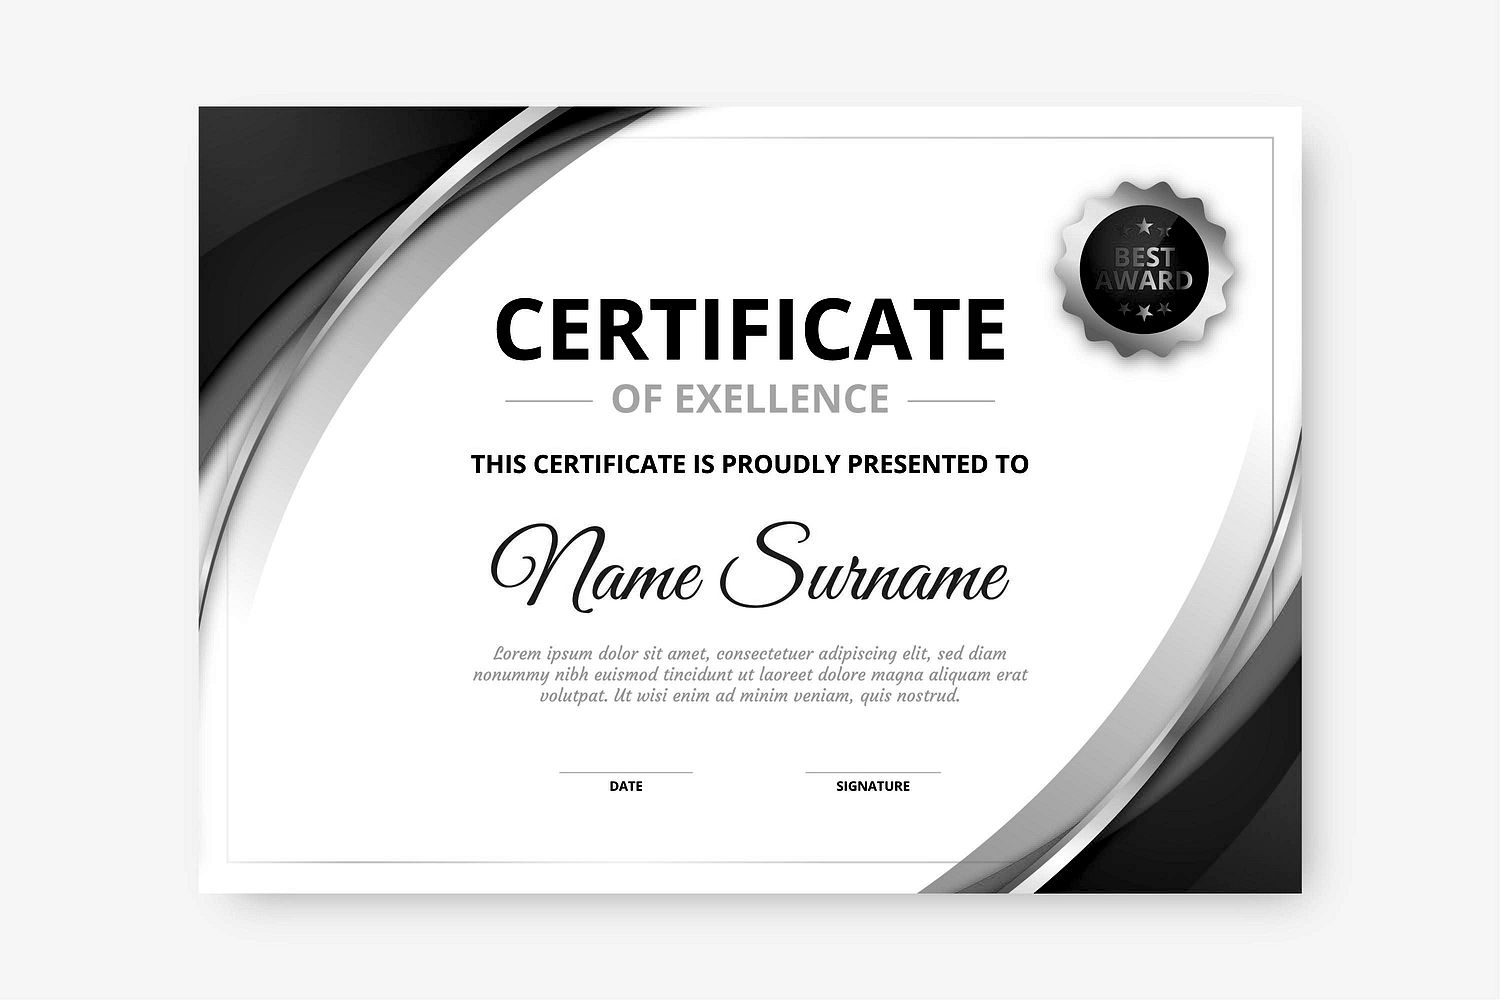 BEST
AWARD
CERTIFICATE
OF EXELLENCE
THIS CERTIFICATE IS PROUDLY PRESENTED TO
Name Surname
Lorem ipsum dolor sit amet, consectetuer adipiscing elit, sed diam
nonummy nibh euismod tincidunt ut laoreet dolore magna aliquam erat
volutpat. Ut wisi enim ad minim veniam, quis nostrud.
DATE
SIGNATURE